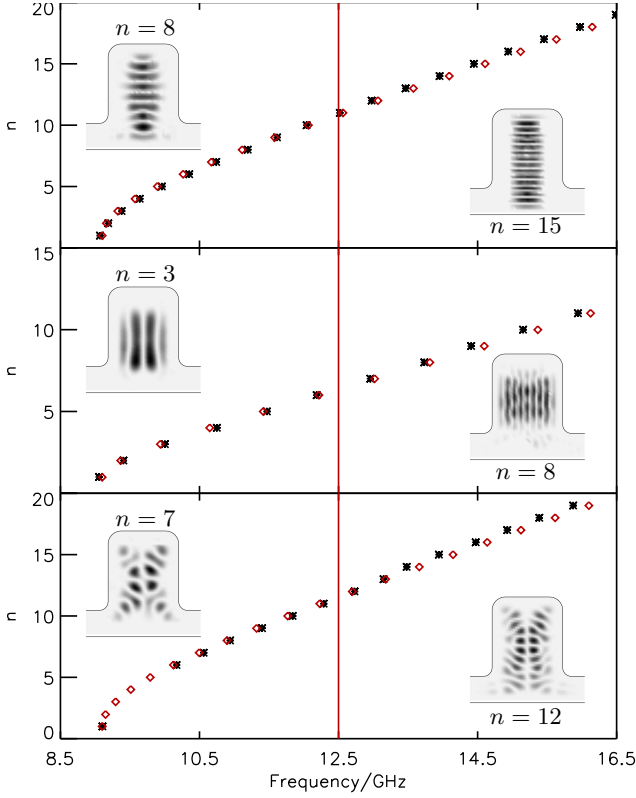 20
n = 8
15
n
10
5
n = 15
15
n = 3
10
n
5
n = 8
20
n = 7
15
n
10
5
n = 12
0
8.5 10.5 12.5 14.5 16.5
Frequency/GHz